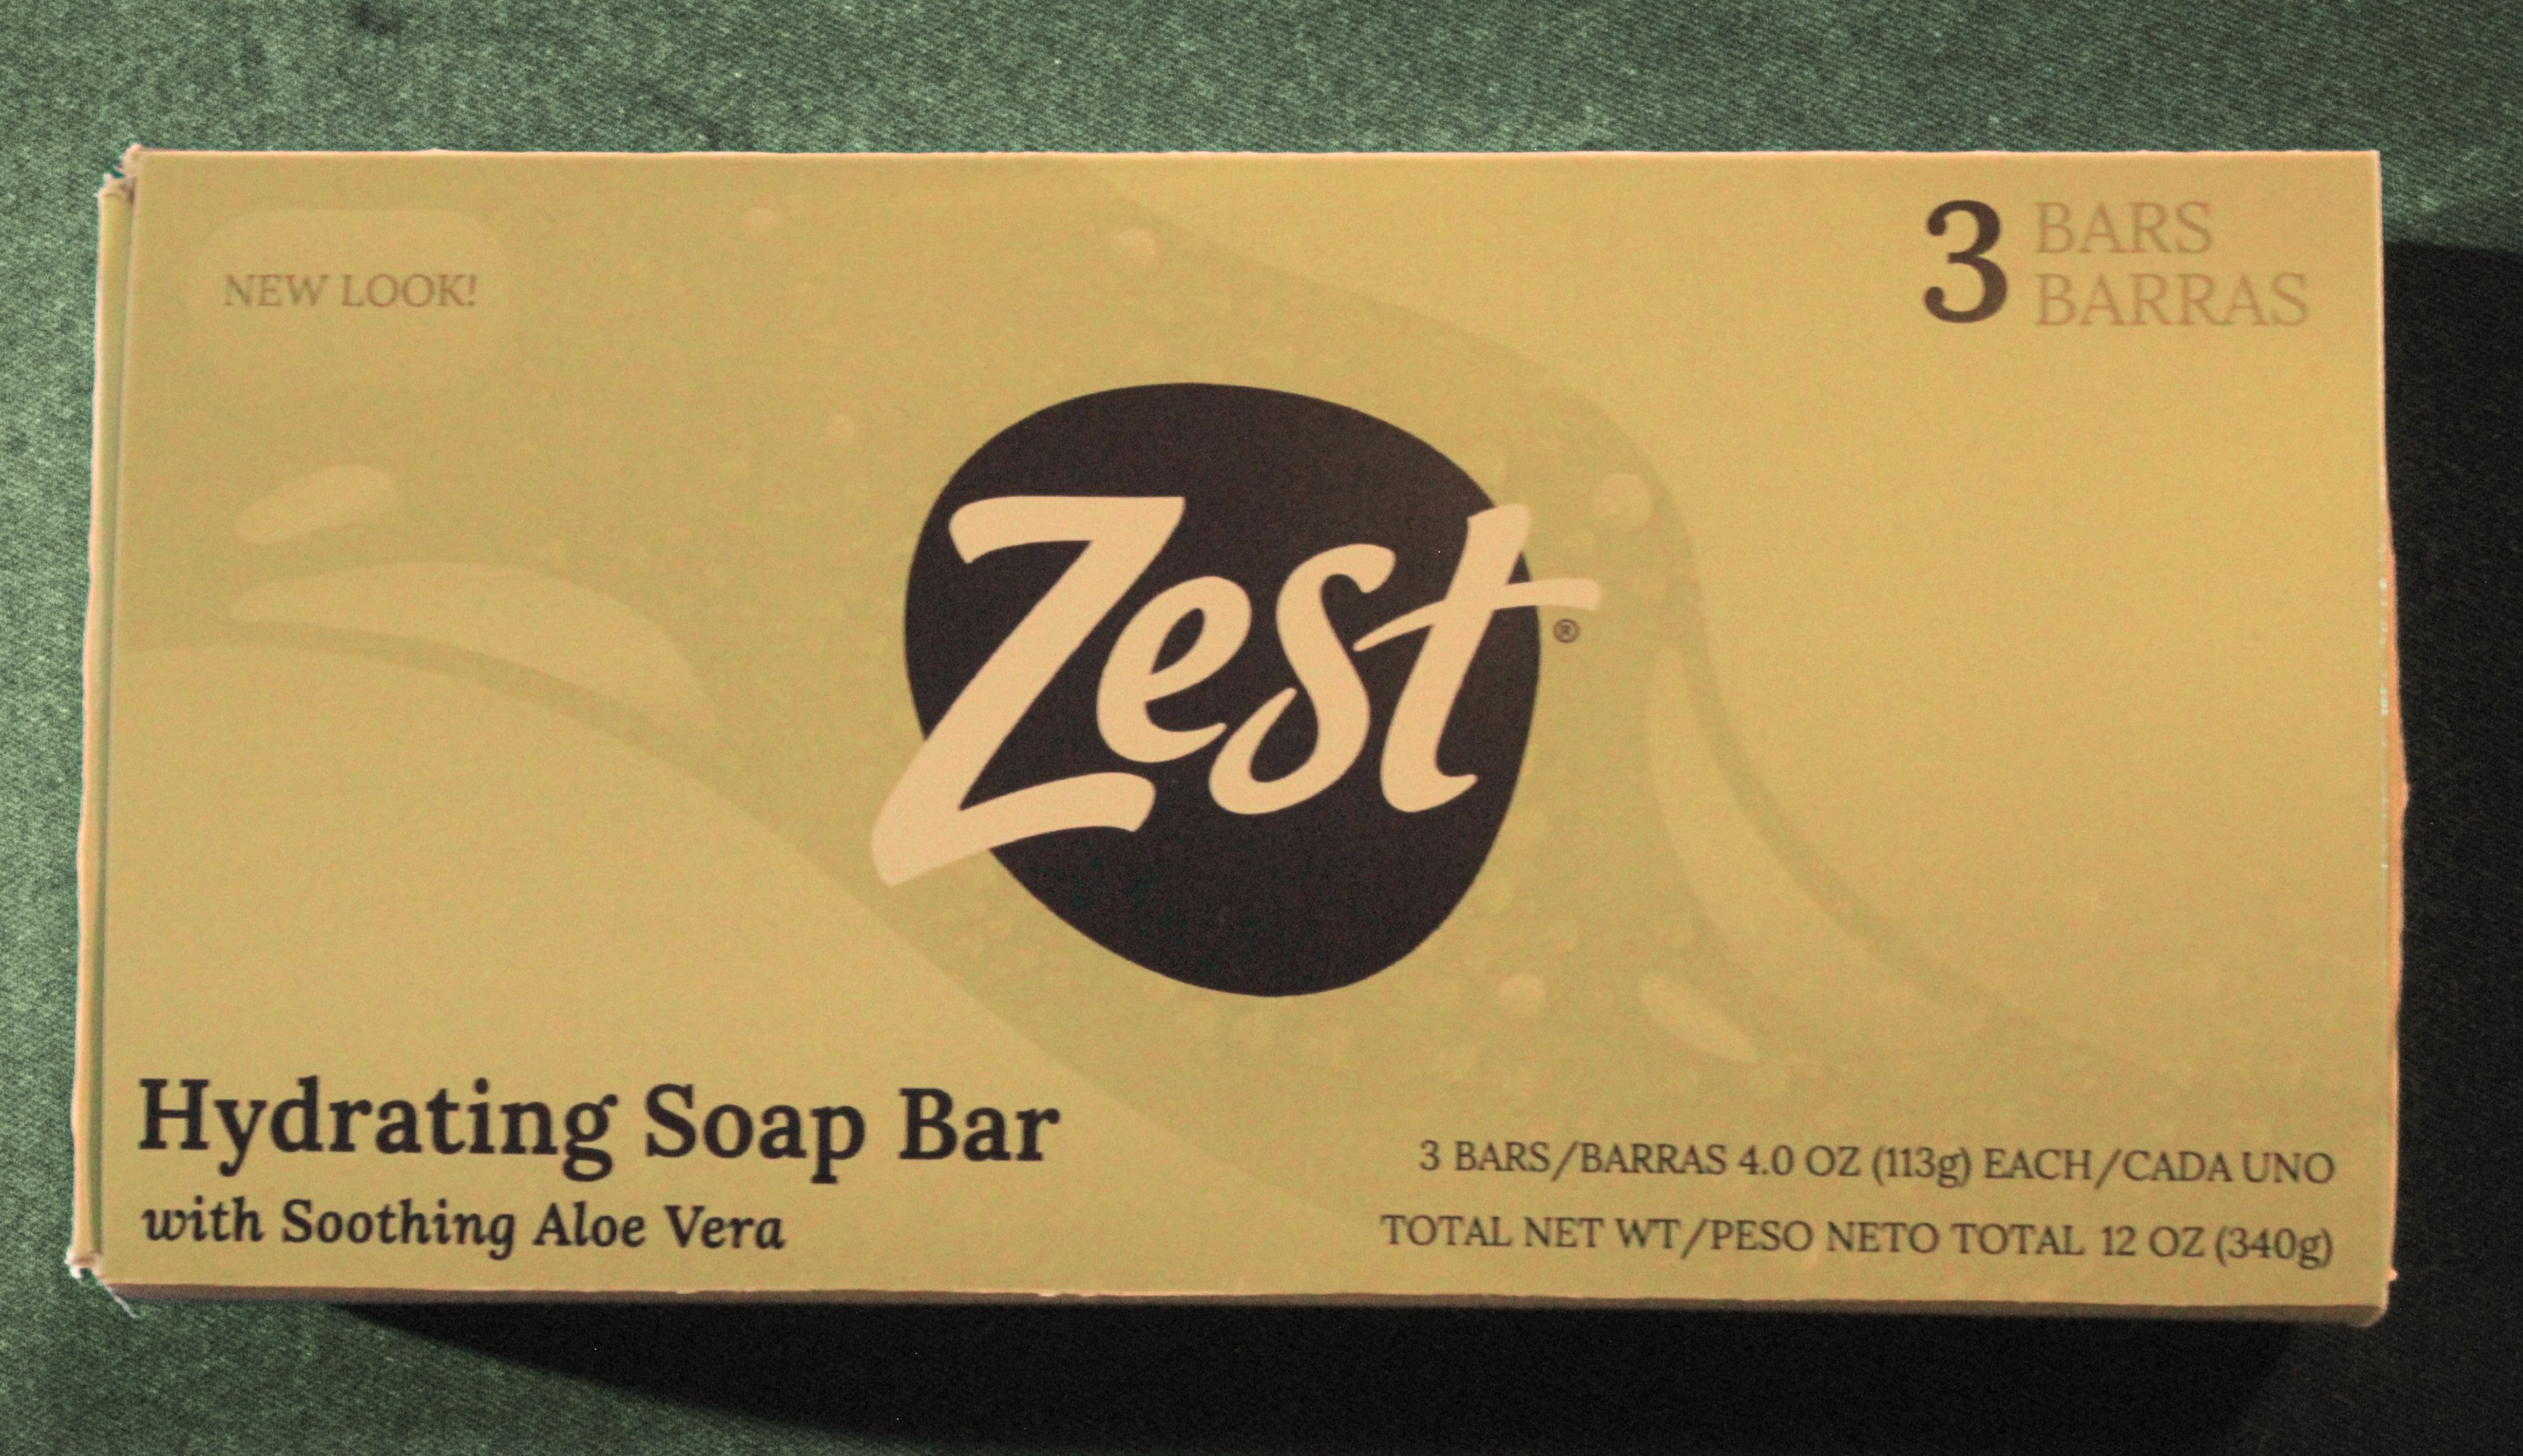 NEW LOOK!
3 BARS
BARRAS
Zest®
Hydrating Soap Bar
with Soothing Aloe Vera
3 BARS/BARRAS 4.0 OZ (113g) EACH/CADA UNO
TOTAL NET WT/PESO NETO TOTAL 12 OZ (340g)